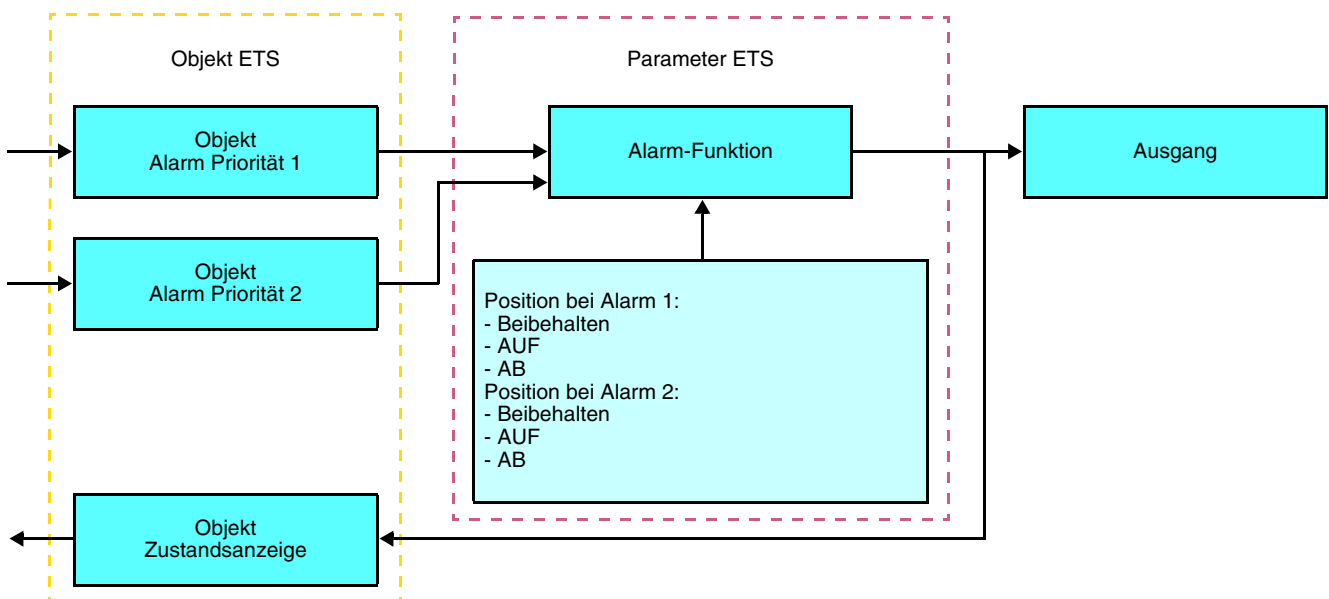 Objekt ETS
Parameter ETS
Objekt
Alarm Priorität 1
Alarm-Funktion
Ausgang
Objekt
Alarm Priorität 2
Position bei Alarm 1:
- Beibehalten
- AUF
- AB
Position bei Alarm 2:
- Beibehalten
- AUF
- AB
Objekt
Zustandsanzeige